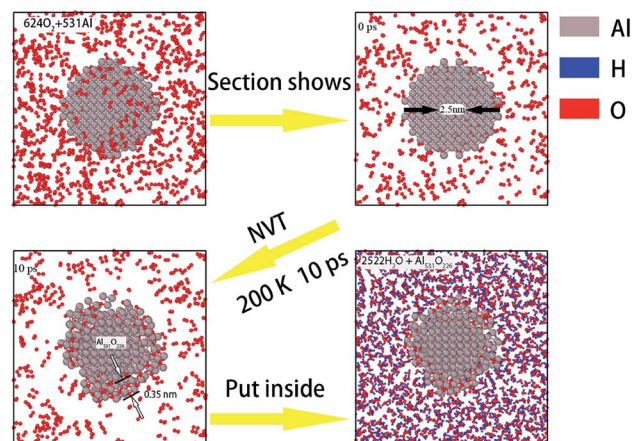 624O₂+531Al
Section shows
0 ps
2.5nm
Al
H
O
NVT
200 K 10 ps
10 ps
Al₅₃₁O₂₂₆
0.35 nm
Put inside
2522H₂O + Al₅₃₁O₂₂₆